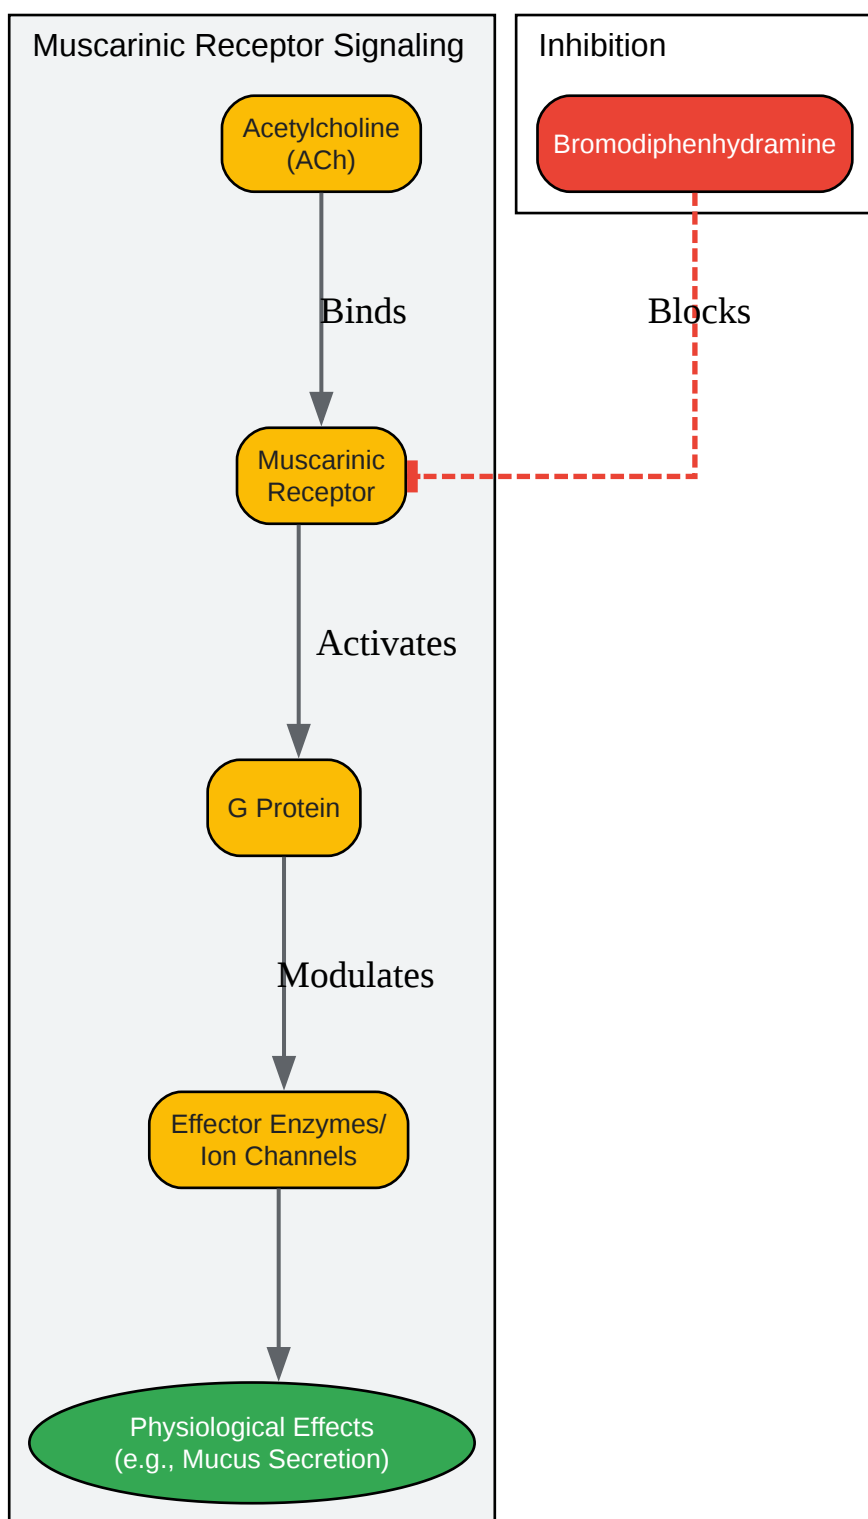 Muscarinic Receptor Signaling
Inhibition
Acetylcholine
(ACh)
Bromodiphenhydramine
Binds
Blocks
Muscarinic
Receptor
Activates
G Protein
Modulates
Effector Enzymes/
Ion Channels
Physiological Effects
(e.g., Mucus Secretion)